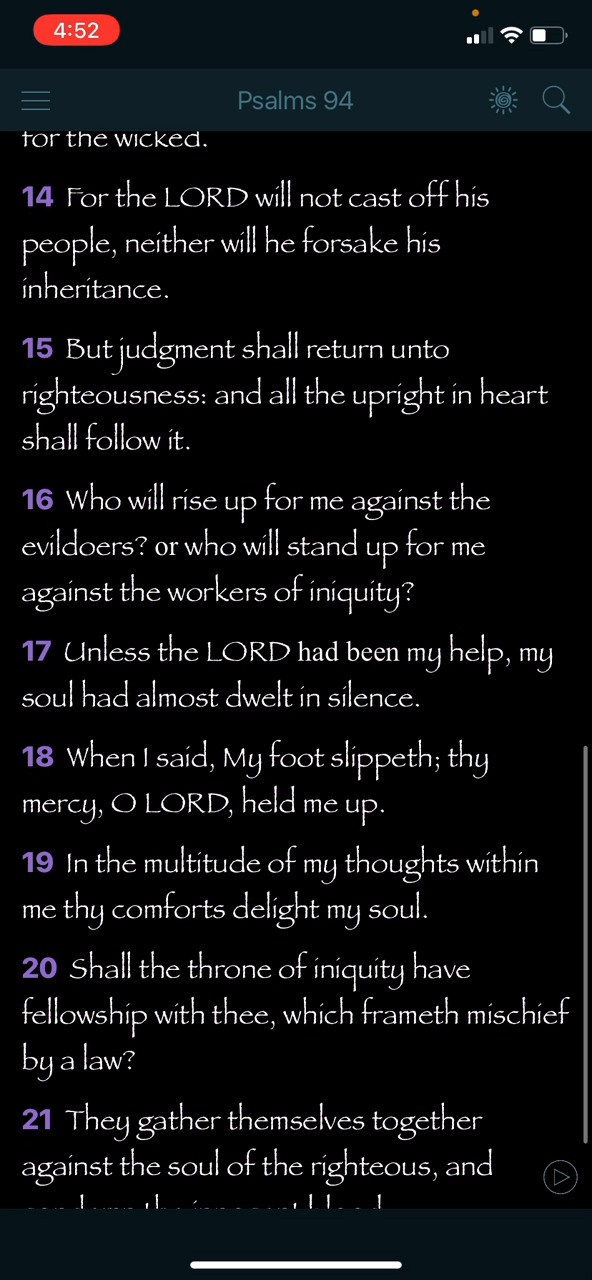 4:52
Psalms 94
for the wicked.
14 For the LORD will not cast off his
people, neither will he forsake his
inheritance.
15 But judgment shall return unto
righteousness: and all the upright in heart
shall follow it.
16 Who will rise up for me against the
evildoers? or who will stand up for me
against the workers of iniquity?
17 Unless the LORD had been my help, my
soul had almost dwelt in silence.
18 When I said, My foot slippeth; thy
mercy, O LORD, held me up.
19 In the multitude of my thoughts within
me thy comforts delight my soul.
20 Shall the throne of iniquity have
fellowship with thee, which frameth mischief
by a law?
21 They gather themselves together
against the soul of the righteous, and
condemn the innocent blood.